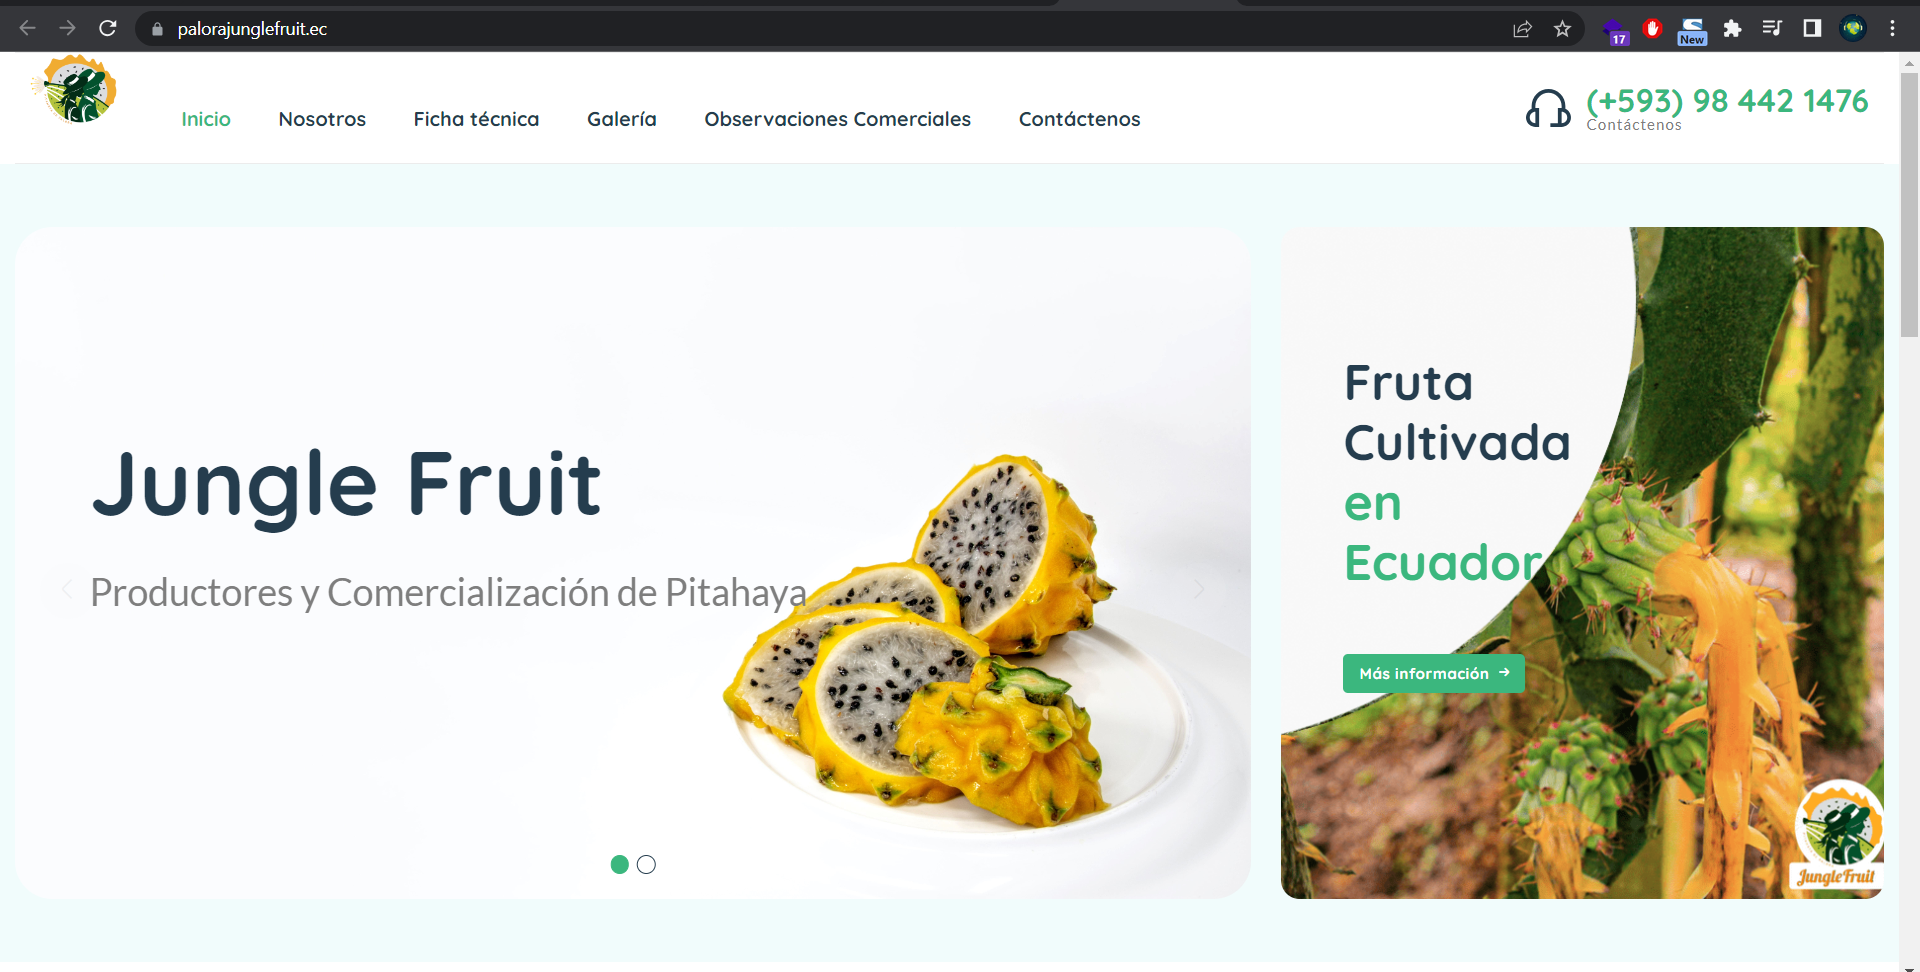 palorajunglefruit.ec
17
New
Inicio
Nosotros
Ficha técnica
Galería
Observaciones Comerciales
Contáctenos
(+593) 98 442 1476
Contáctenos
Jungle Fruit
Productores y Comercialización de Pitahaya
Fruta
Cultivada
en
Ecuador
Más información
JungleFruit